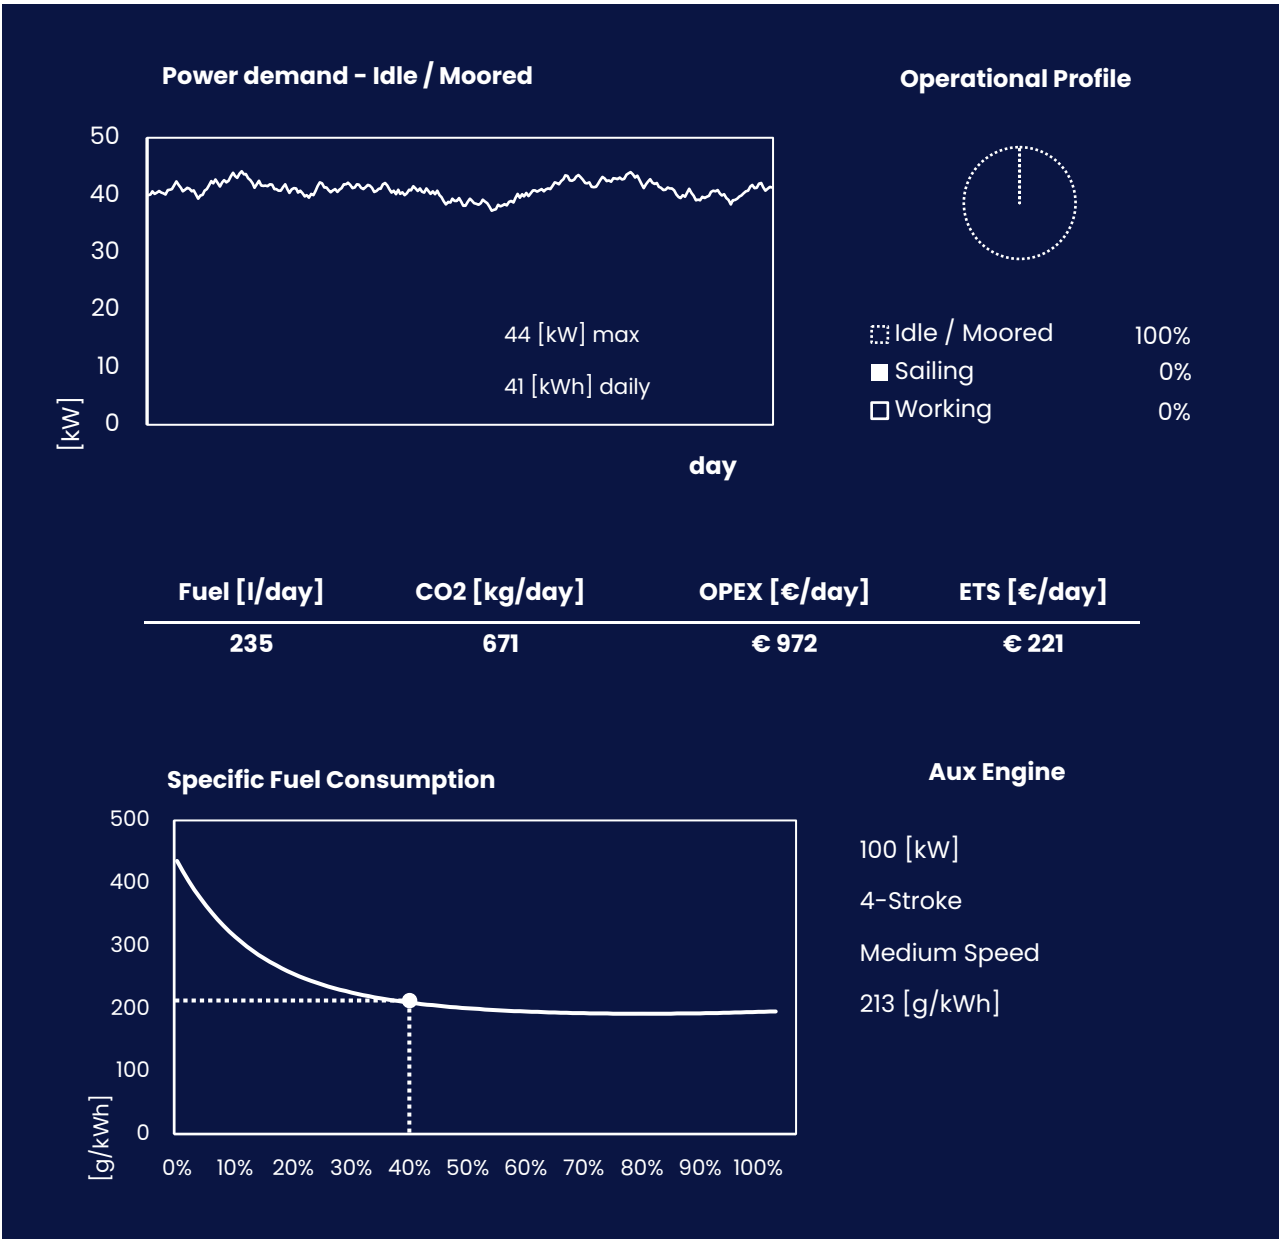 Power demand - Idle / Moored
50
40
30
20
10
0
[kW]
44 [kW] max
41 [kWh] daily
day
Operational Profile
Idle / Moored 100%
Sailing 0%
Working 0%
Fuel [l/day] CO2 [kg/day] OPEX [€/day] ETS [€/day]
235 671 € 972 € 221
Specific Fuel Consumption
500
400
300
200
100
0
[g/kWh]
0% 10% 20% 30% 40% 50% 60% 70% 80% 90% 100%
Aux Engine
100 [kW]
4-Stroke
Medium Speed
213 [g/kWh]